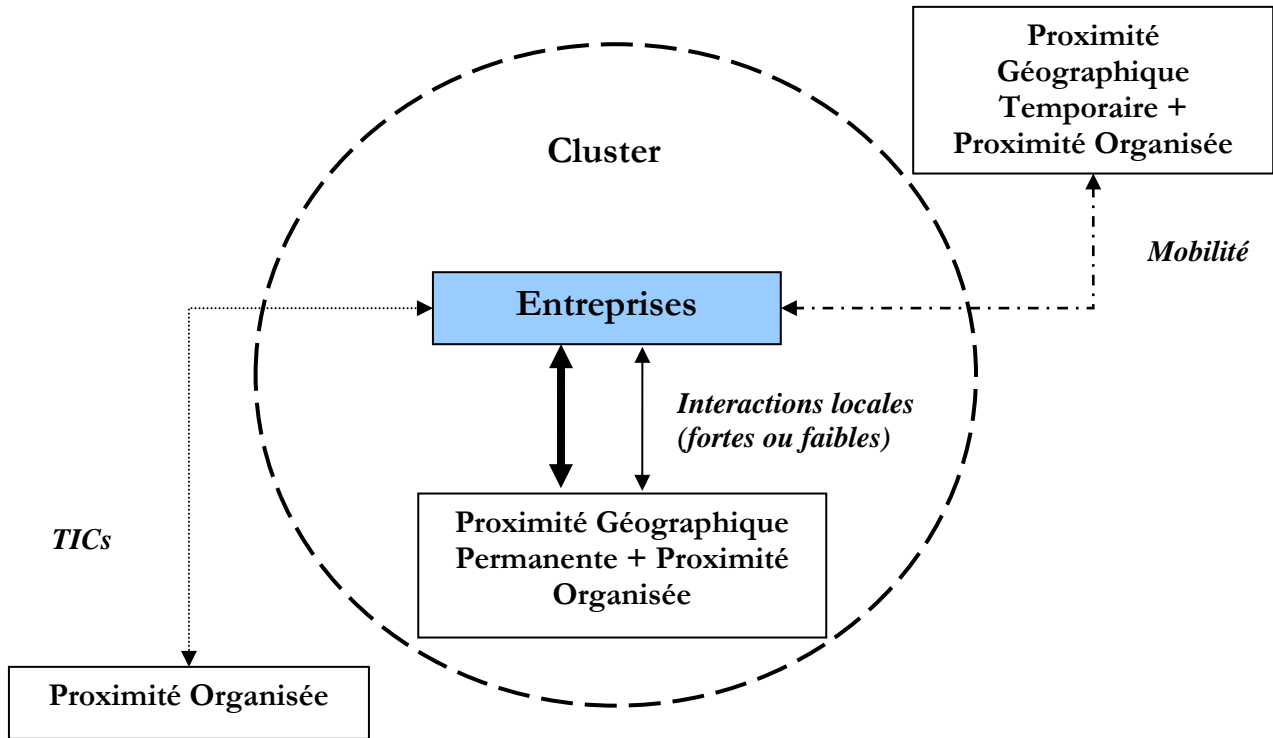 Proximité
Géographique
Temporaire +
Proximité Organisée
Cluster
Mobilité
Entreprises
Interactions locales
(fortes ou faibles)
TICs
Proximité Géographique
Permanente + Proximité
Organisée
Proximité Organisée